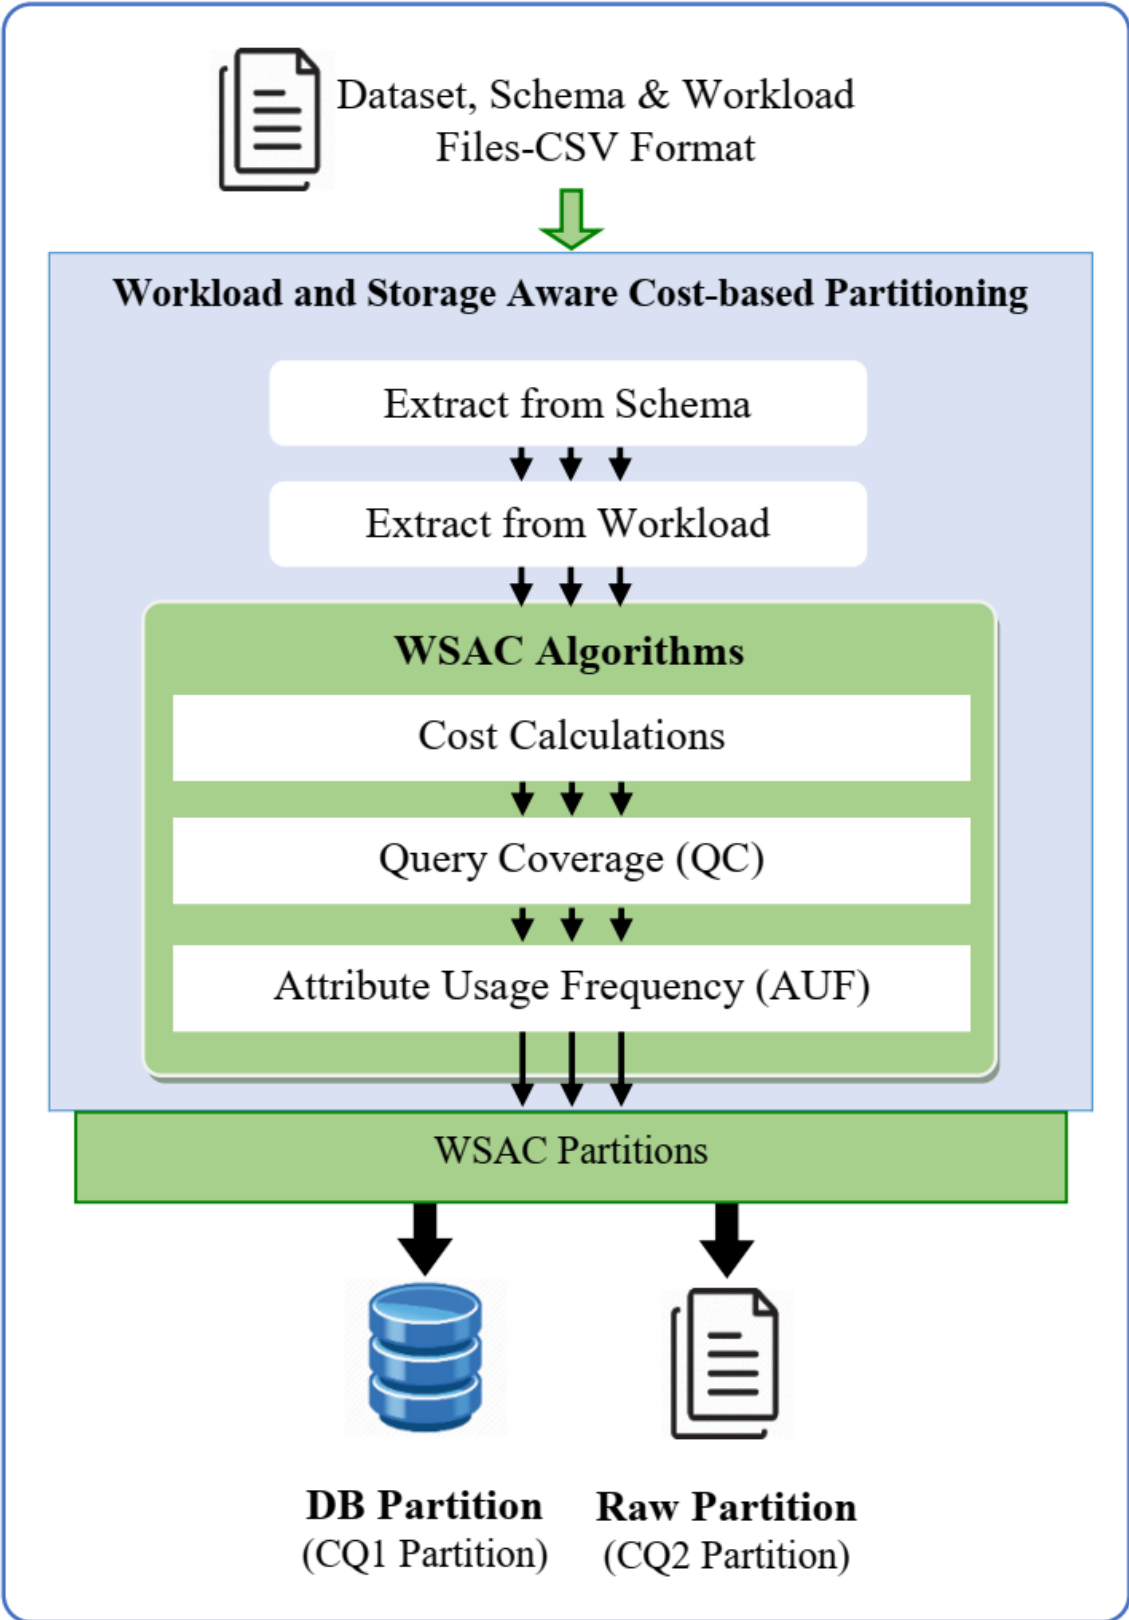 Dataset, Schema & Workload
Files-CSV Format
Workload and Storage Aware Cost-based Partitioning
Extract from Schema
Extract from Workload
WSAC Algorithms
Cost Calculations
Query Coverage (QC)
Attribute Usage Frequency (AUF)
WSAC Partitions
DB Partition
(CQ1 Partition)
Raw Partition
(CQ2 Partition)